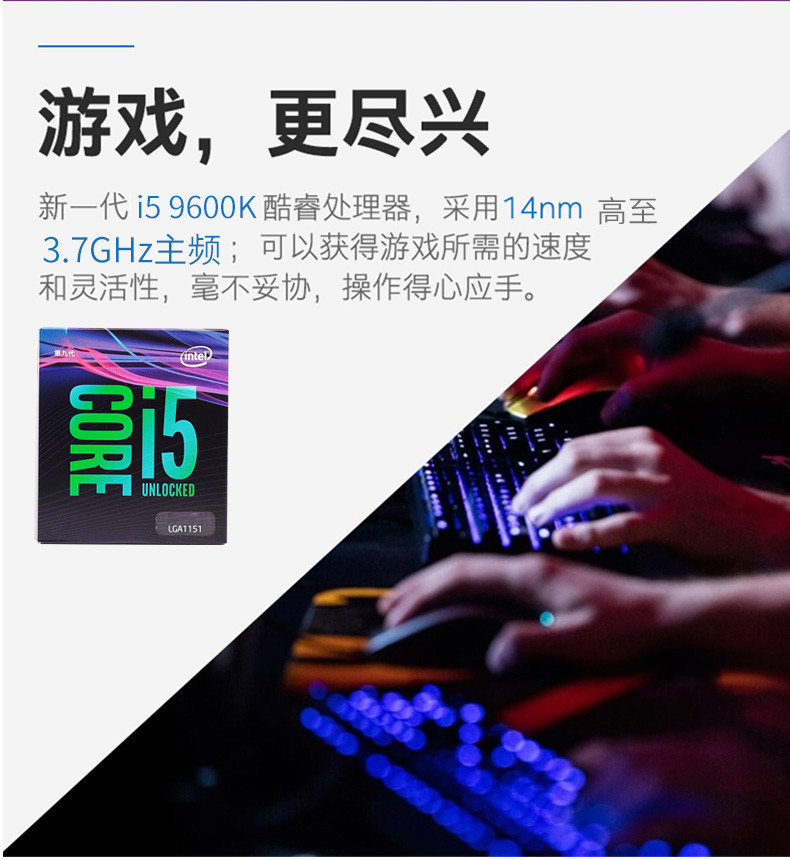 游戏，更尽兴
新一代 i5 9600K 酷睿处理器，采用14nm 高至
3.7GHz主频；可以获得游戏所需的速度
和灵活性，毫不妥协，操作得心应手。
第九代
intel
CORE i5
UNLOCKED
LGA1151